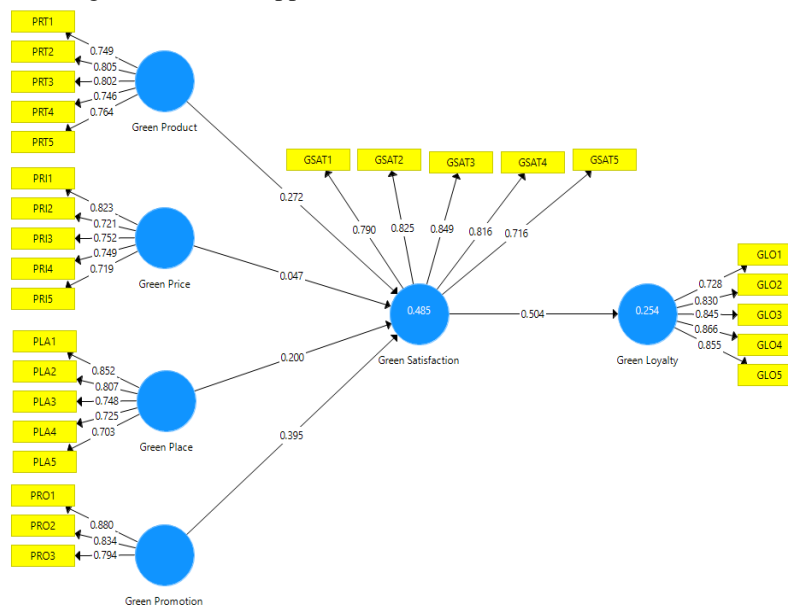 PRT1
PRT2
PRT3
PRT4
PRT5
0.749
0.805
0.802
0.746
0.764
Green Product
PRI1
PRI2
PRI3
PRI4
PRI5
0.823
0.721
0.752
0.749
0.719
Green Price
PLA1
PLA2
PLA3
PLA4
PLA5
0.852
0.807
0.748
0.725
0.703
Green Place
PRO1
PRO2
PRO3
0.880
0.834
0.794
Green Promotion
0.272
0.047
0.200
0.395
GSAT1
GSAT2
GSAT3
GSAT4
GSAT5
0.790
0.825
0.849
0.816
0.716
0.485
Green Satisfaction
0.504
0.254
Green Loyalty
0.728
0.830
0.845
0.866
0.855
GLO1
GLO2
GLO3
GLO4
GLO5